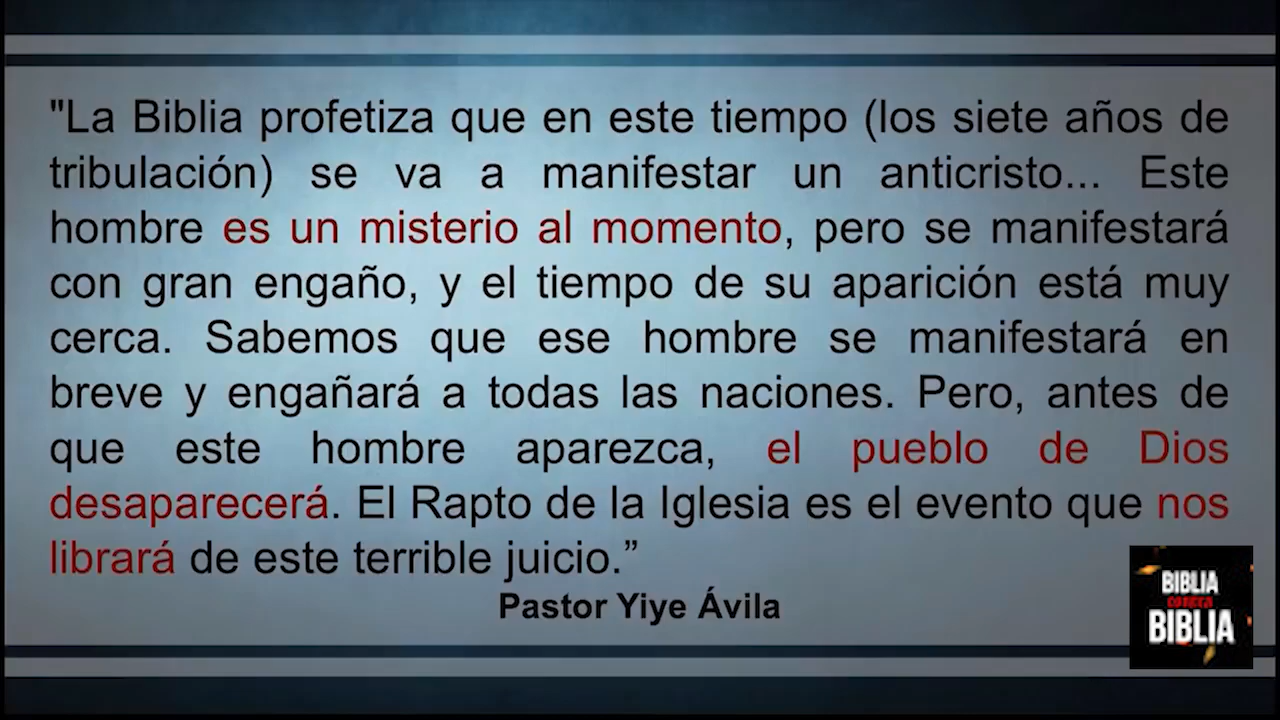 "La Biblia profetiza que en este tiempo (los siete años de
tribulación) se va a manifestar un anticristo... Este
hombre es un misterio al momento, pero se manifestará
con gran engaño, y el tiempo de su aparición está muy
cerca. Sabemos que ese hombre se manifestará en
breve y engañará a todas las naciones. Pero, antes de
que este hombre aparezca, el pueblo de Dios
desaparecerá. El Rapto de la Iglesia es el evento que nos
librará de este terrible juicio.”
Pastor Yiye Ávila
BIBLIA
CONTRA
BIBLIA